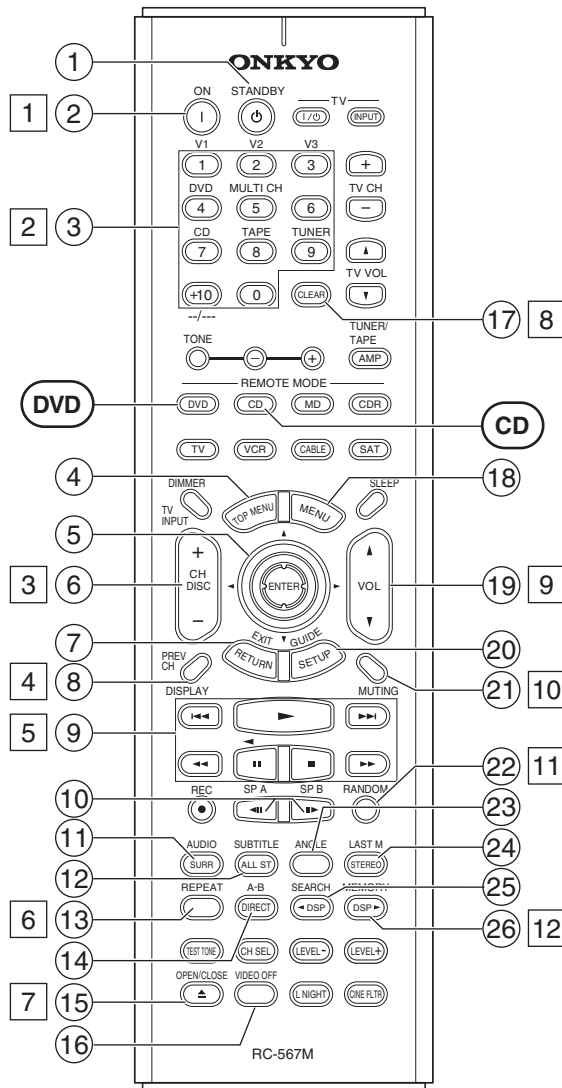 ONKYO
1
ON STANDBY TV
1 2 I I/⏻ INPUT
V1 V2 V3
1 2 3 +
DVD MULTI CH TV CH
2 3 4 5 6 −
CD TAPE TUNER
7 8 9 ▲
TV VOL
+10 0 CLEAR ▼
--/--- 17 8
TUNER/
TONE TAPE
− + AMP
REMOTE MODE
DVD DVD CD MD CDR
CD
TV VCR CABLE SAT
4 DIMMER TOP MENU MENU SLEEP 18
TV
INPUT
5
+
CH
DISC
−
3 6 ENTER VOL 19 9
7 EXIT GUIDE 20
RETURN SETUP
PREV
CH
4 8 21 10
DISPLAY MUTING
5 9
REC SP A SP B RANDOM 22 11
10 23
AUDIO SUBTITLE ANGLE LAST M
11 SURR ALL ST STEREO 24
12 25
REPEAT A-B SEARCH MEMORY
6 13 DIRECT ◄DSP DSP► 26 12
14 TEST TONE CH SEL LEVEL- LEVEL+
OPEN/CLOSE VIDEO OFF
7 15 L NIGHT CINE FLTR
16
RC-567M